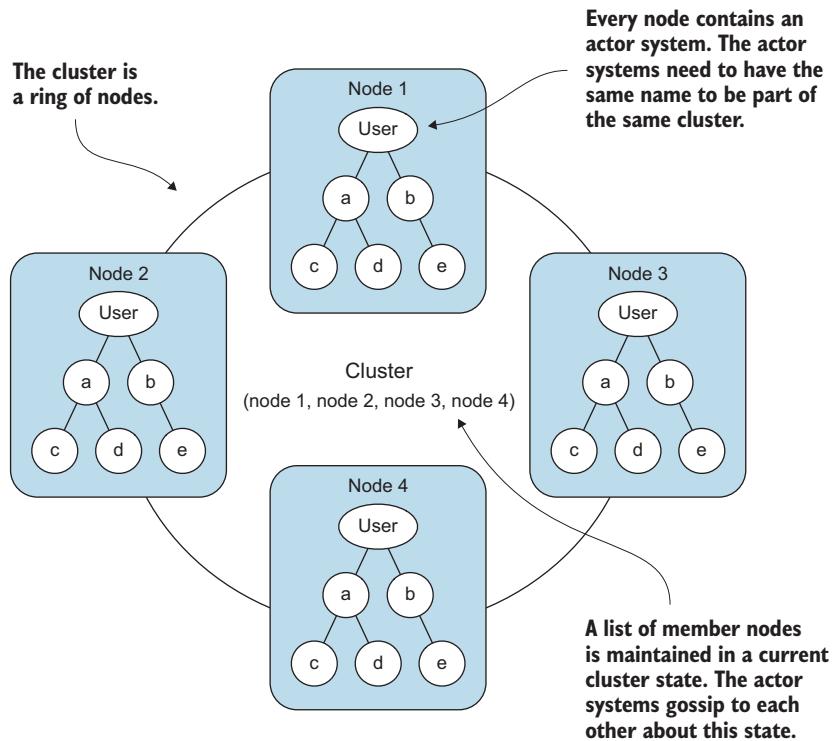 Every node contains an
actor system. The actor
systems need to have the
same name to be part of
the same cluster.
The cluster is
a ring of nodes.
Node 1
User
a b
c d e
Node 2
User
a b
c d e
Node 3
User
a b
c d e
Cluster
(node 1, node 2, node 3, node 4)
Node 4
User
a b
c d e
A list of member nodes
is maintained in a current
cluster state. The actor
systems gossip to each
other about this state.